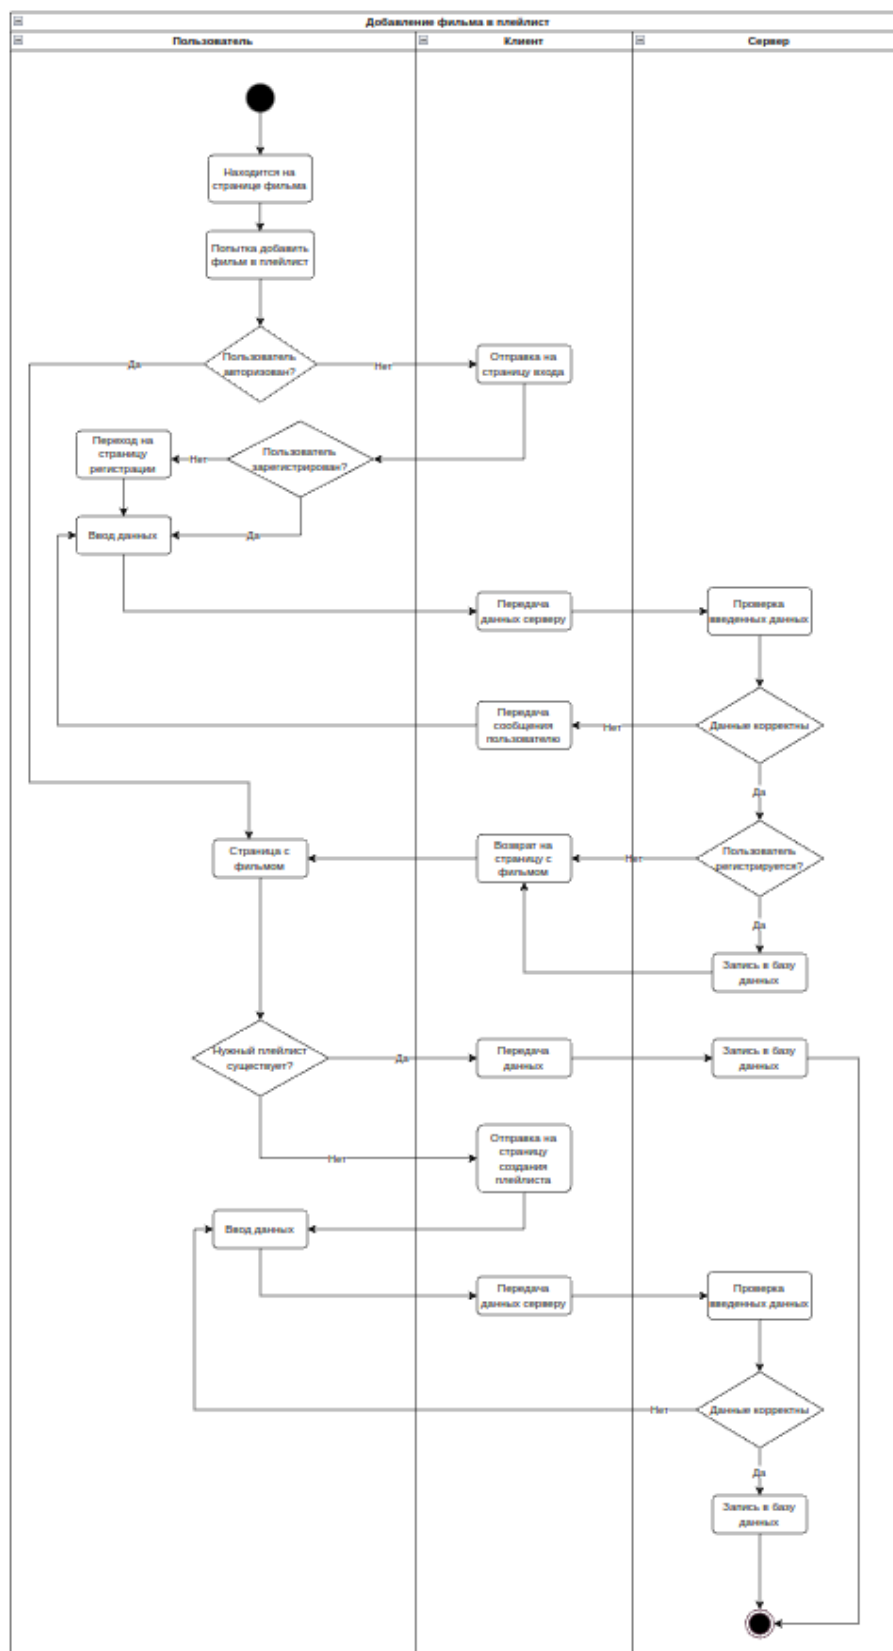 Добавление фильма в плейлист
Пользователь
Клиент
Сервер
Находится на
странице фильма
Попытка добавить
фильм в плейлист
Пользователь
авторизован?
Да
Нет
Отправка на
страницу входа
Пользователь
зарегистрирован?
Нет
Переход на
страницу
регистрации
Да
Ввод данных
Передача
данных серверу
Проверка
введенных данных
Данные корректны
Нет
Передача
сообщения
пользователю
Да
Пользователь
регистрируется?
Нет
Возврат на
страницу с
фильмом
Страница с
фильмом
Да
Запись в базу
данных
Нужный плейлист
существует?
Да
Передача
данных
Запись в базу
данных
Нет
Отправка на
страницу
создания
плейлиста
Ввод данных
Передача
данных серверу
Проверка
введенных данных
Данные корректны
Нет
Да
Запись в базу
данных